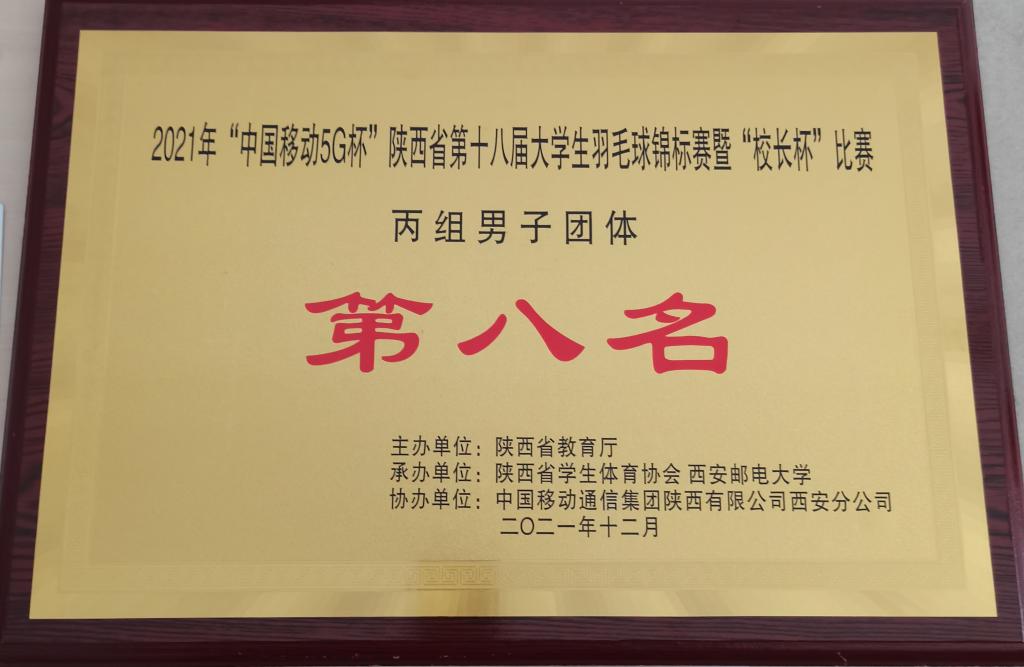 2021年“中国移动5G杯”陕西省第十八届大学生羽毛球锦标赛暨“校长杯”比赛
丙组男子团体
第八名
主办单位：陕西省教育厅
承办单位：陕西省学生体育协会 西安邮电大学
协办单位：中国移动通信集团陕西有限公司西安分公司
二〇二一年十二月